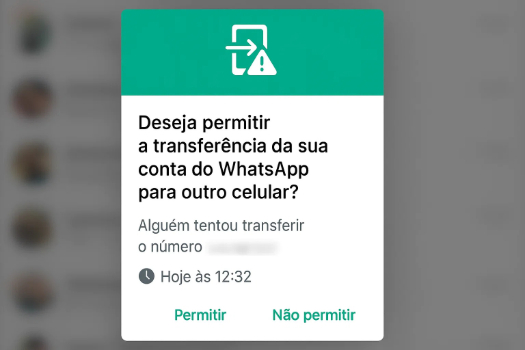 Deseja permitir
a transferência da sua
conta do WhatsApp
para outro celular?
Alguém tentou transferir
o número
Hoje às 12:32
Permitir Não permitir